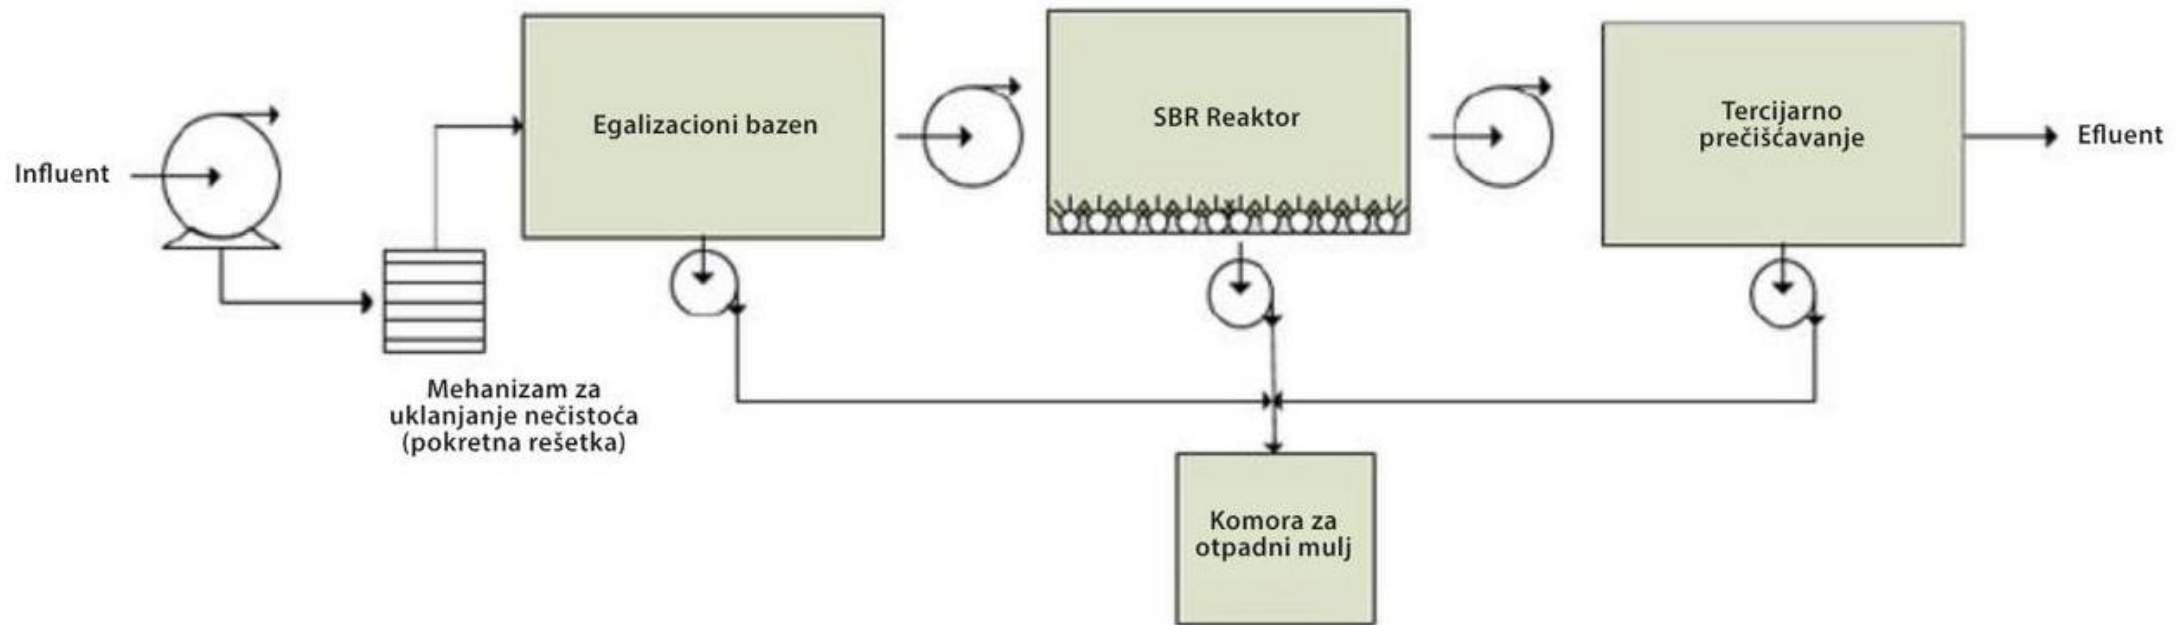 Influent
Mehanizam za
uklanjanje nečistoća
(pokretna rešetka)
Egalizacioni bazen
SBR Reaktor
Tercijarno
prečišćavanje
Efluent
Komora za
otpadni mulj